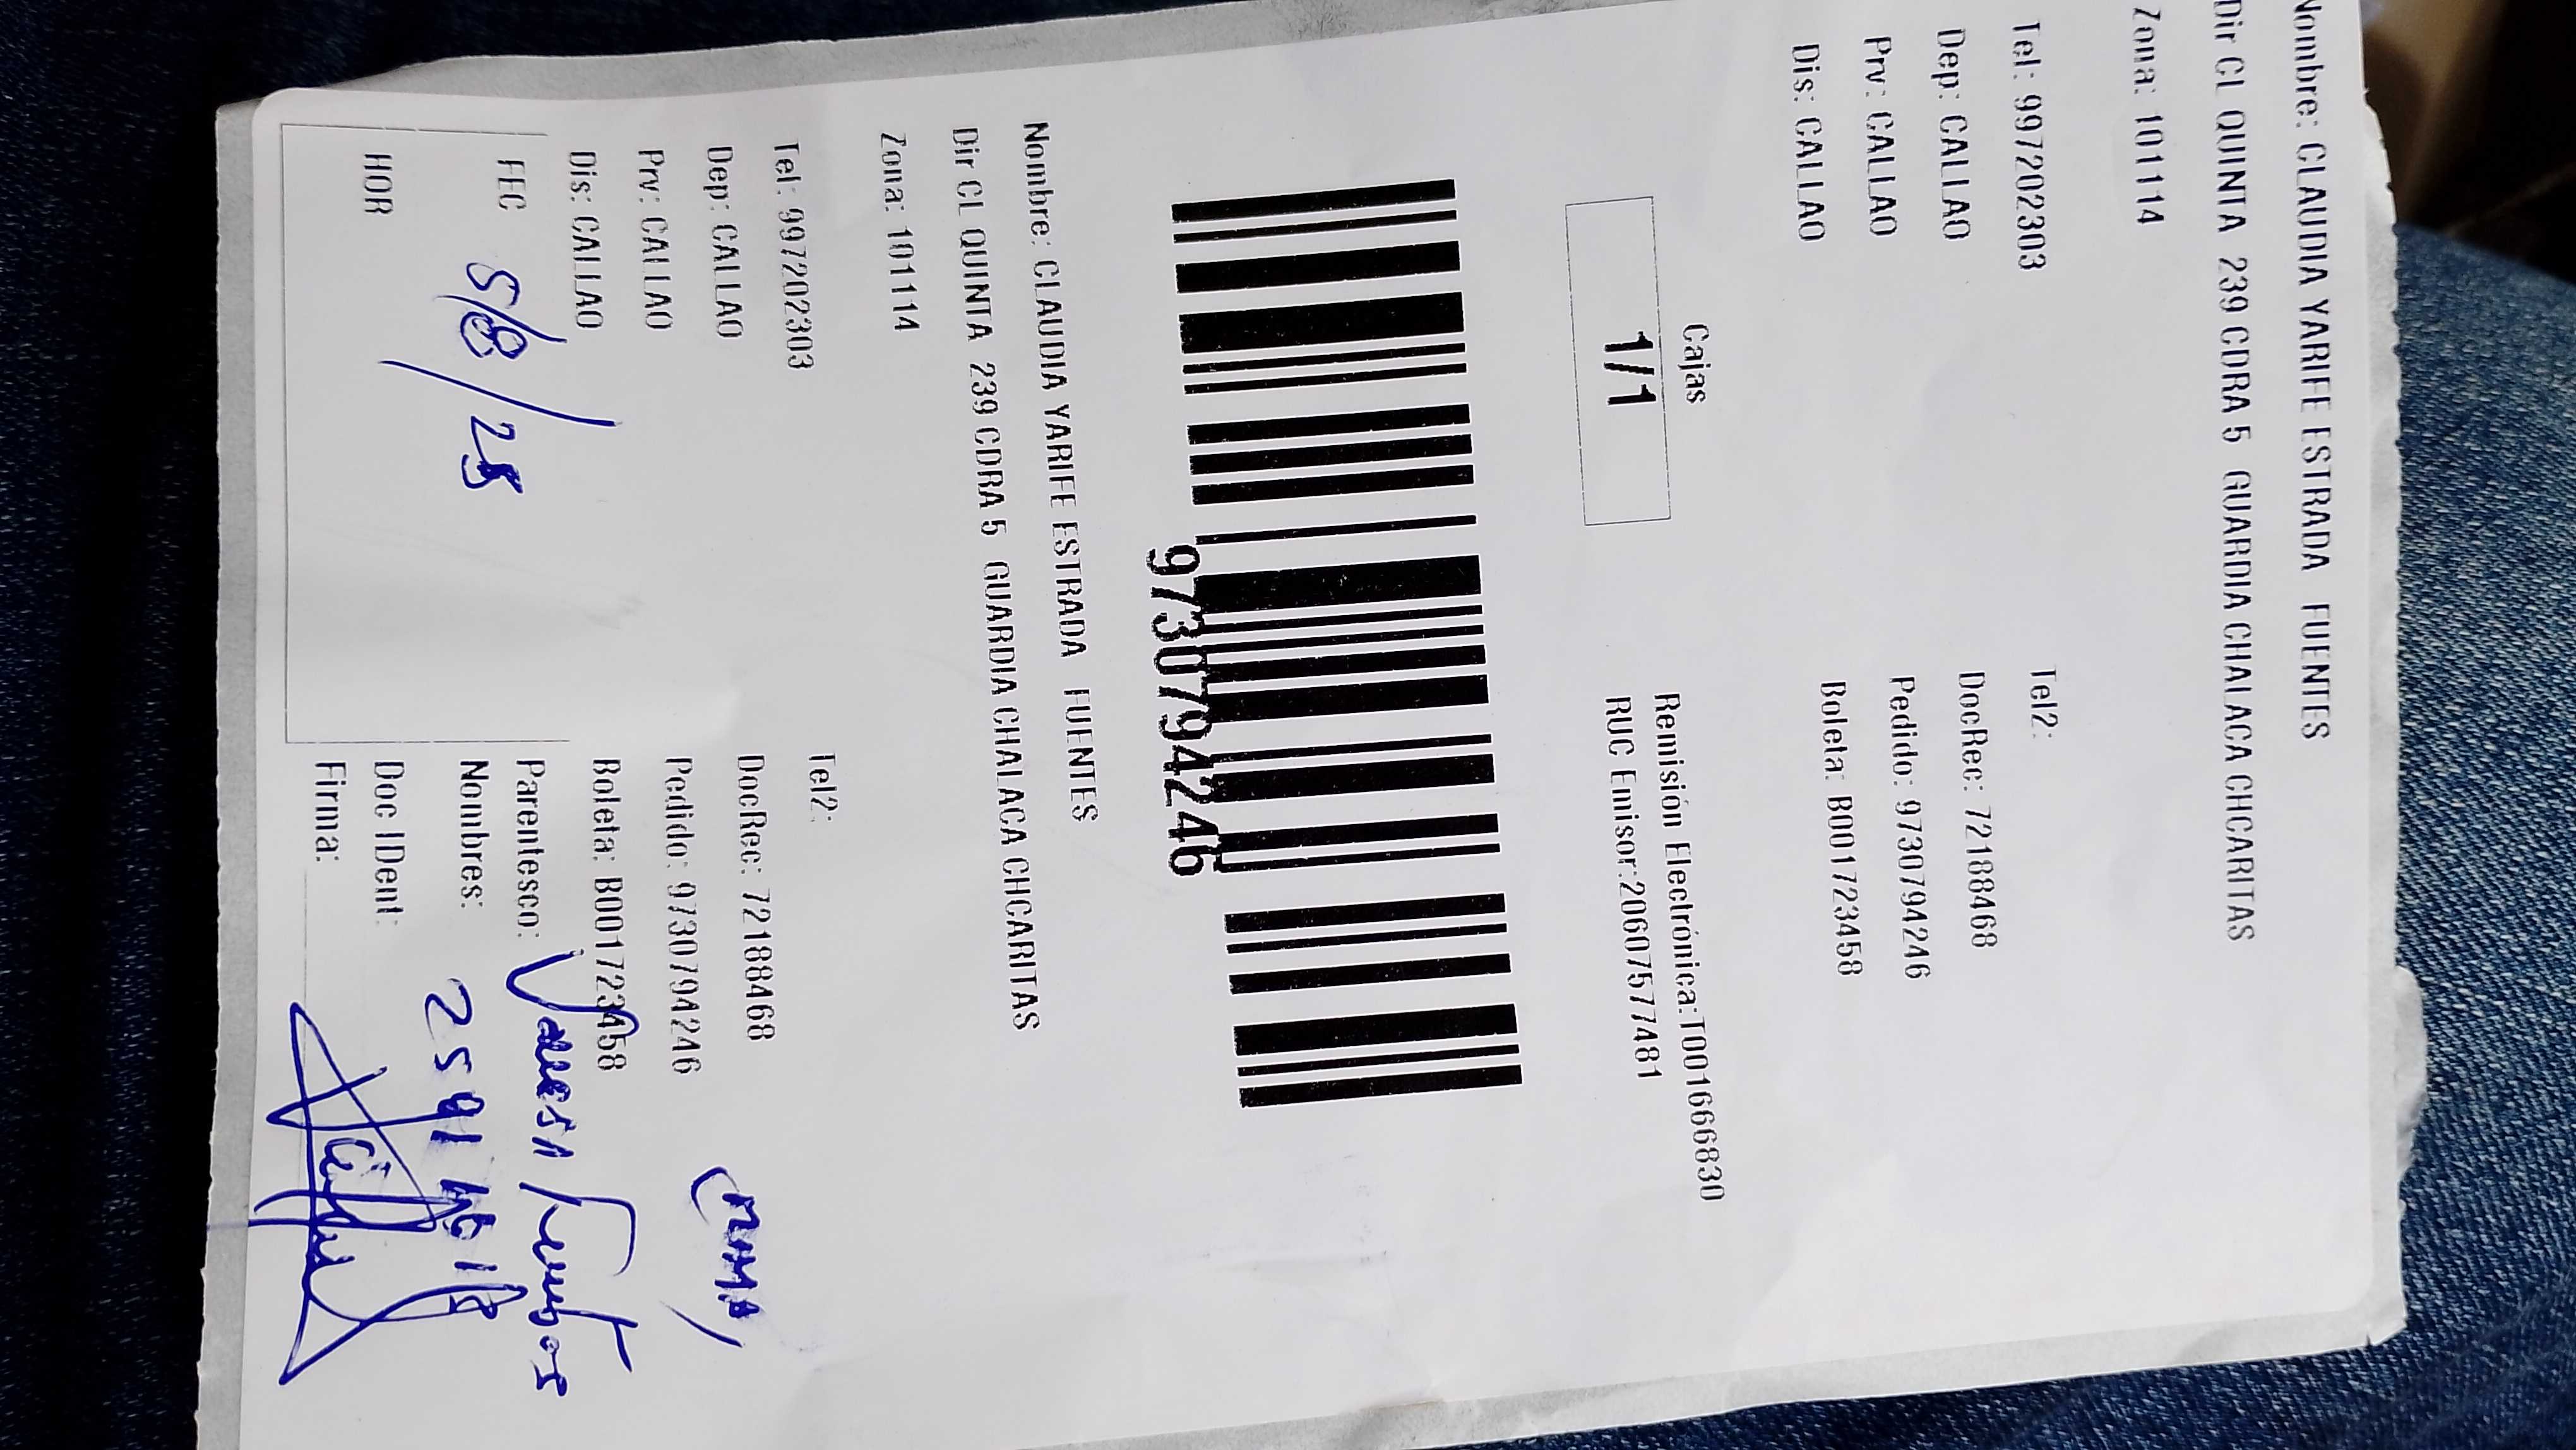 Nombre: CLAUDIA YARIFE ESTRADA FUENTES
Dir CL QUINTA 239 CDRA 5 GUARDIA CHALACA CHCARITAS
Zona: 101114
Tel: 997202303 Tel2:
Dep: CALLAO DocRec: 72188468
Prv: CALLAO Pedido: 9730794246
Dis: CALLAO Boleta: B001723458
Cajas Remisión Electrónica:T001666830
1/1 RUC Emisor:20607577481
9730794246
Nombre: CLAUDIA YARIFE ESTRADA FUENTES
Dir CL QUINTA 239 CDRA 5 GUARDIA CHALACA CHCARITAS
Zona: 101114
Tel: 997202303 Tel2:
Dep: CALLAO DocRec: 72188468
Prv: CALLAO Pedido: 9730794246
Dis: CALLAO Boleta: B001723458
FEC 5/8/25 Parentesco:
Vanessa Fuentes
Nombres:
HOR Doc IDent:
Firma: